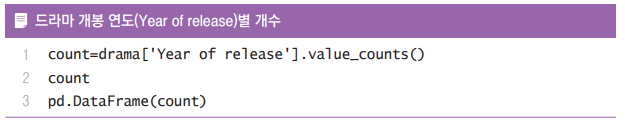 드라마 개봉 연도(Year of release)별 개수
1 count=drama['Year of release'].value_counts()
2 count
3 pd.DataFrame(count)